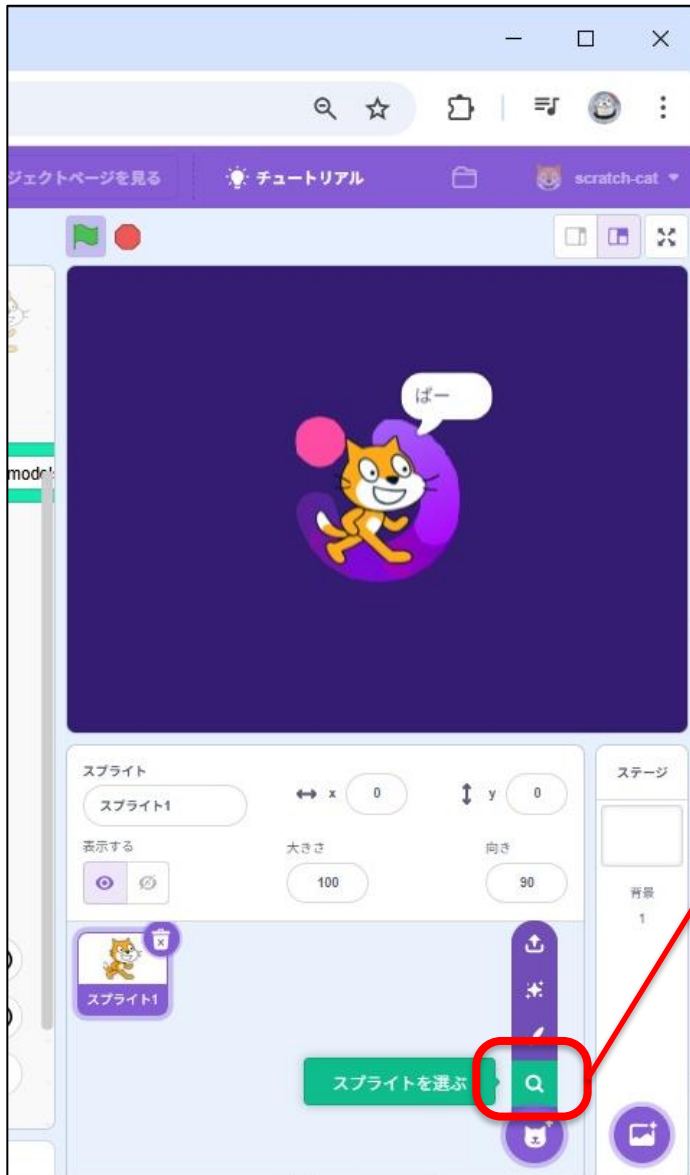 ジェクトページを見る
チュートリアル
scratch-cat
ばー
model
スプライト
スプライト1
x
0
y
0
表示する
大きさ
100
向き
90
ステージ
背景
1
スプライト1
スプライトを選ぶ